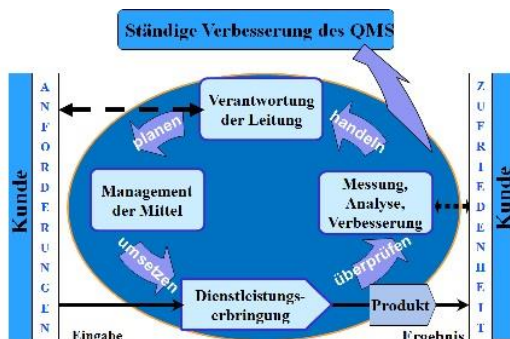 Ständige Verbesserung des QMS
Kunde
ANFORDERUNGEN
Verantwortung
der Leitung
planen
handeln
Management
der Mittel
Messung,
Analyse,
Verbesserung
umsetzen
überprüfen
Dienstleistungs-
erbringung
Produkt
Eingabe
Ergebnis
ZUFRIEDENHEIT
Kunde